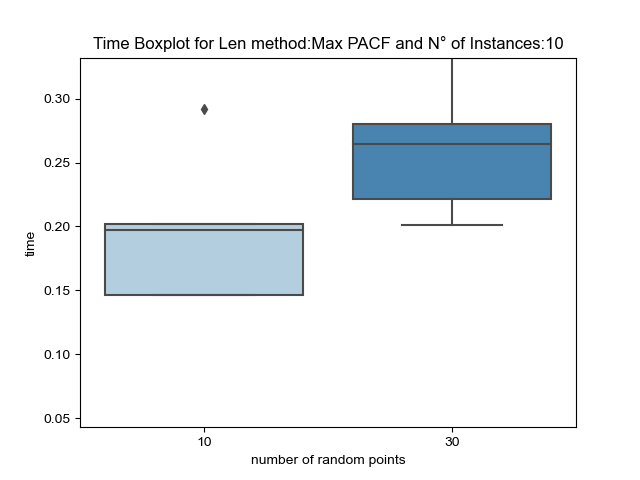 Time Boxplot for Len method:Max PACF and N° of Instances:10
0.30
0.25
0.20
0.15
0.10
0.05
time
10
30
number of random points